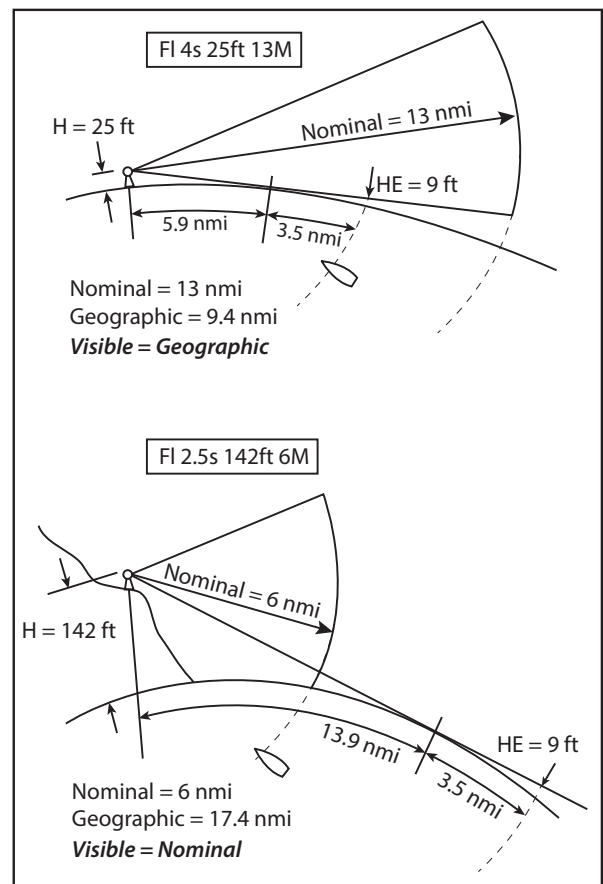 Fl 4s 25ft 13M
Nominal = 13 nmi
H = 25 ft
HE = 9 ft
5.9 nmi
3.5 nmi
Nominal = 13 nmi
Geographic = 9.4 nmi
Visible = Geographic
Fl 2.5s 142ft 6M
Nominal = 6 nmi
H = 142 ft
13.9 nmi
HE = 9 ft
3.5 nmi
Nominal = 6 nmi
Geographic = 17.4 nmi
Visible = Nominal